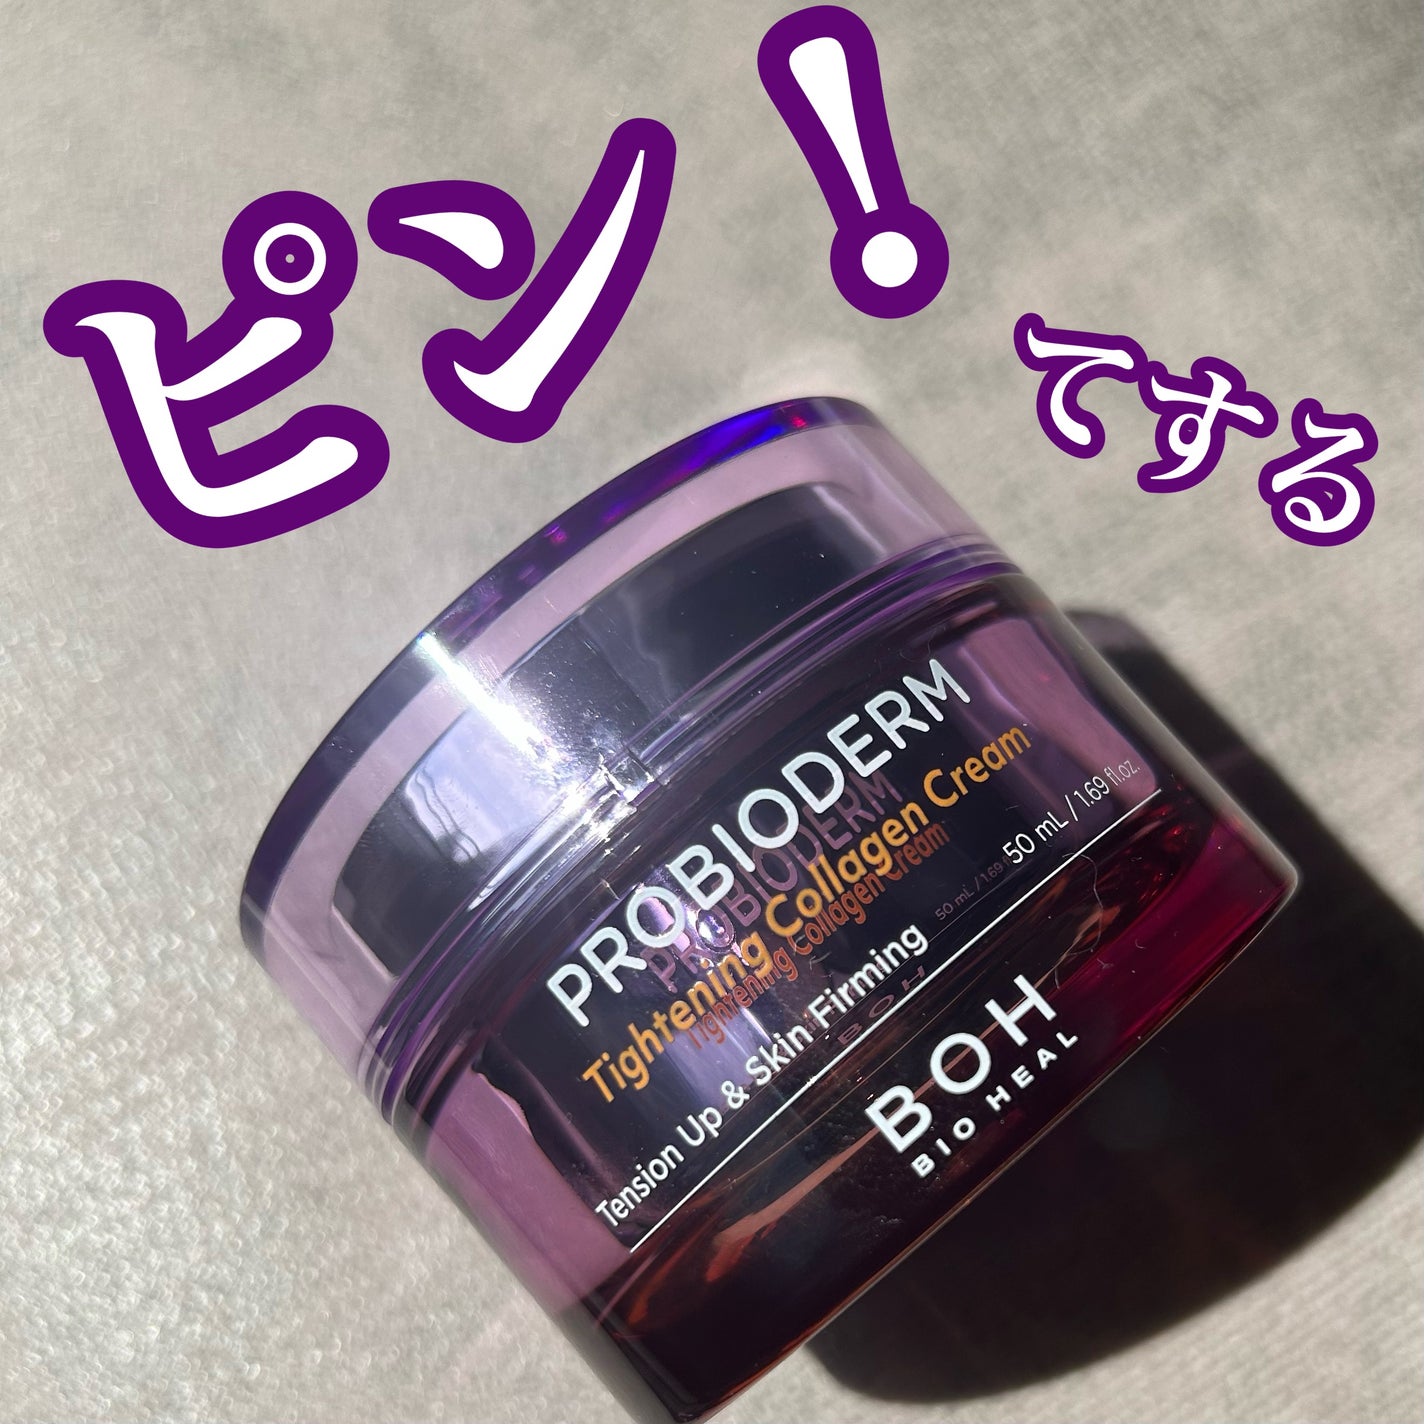 ピン！
てする
PROBIODERM
Tightening Collagen Cream
50 mL / 1.69 fl.oz.
Tension Up & Skin Firming
BOH
BIO HEAL